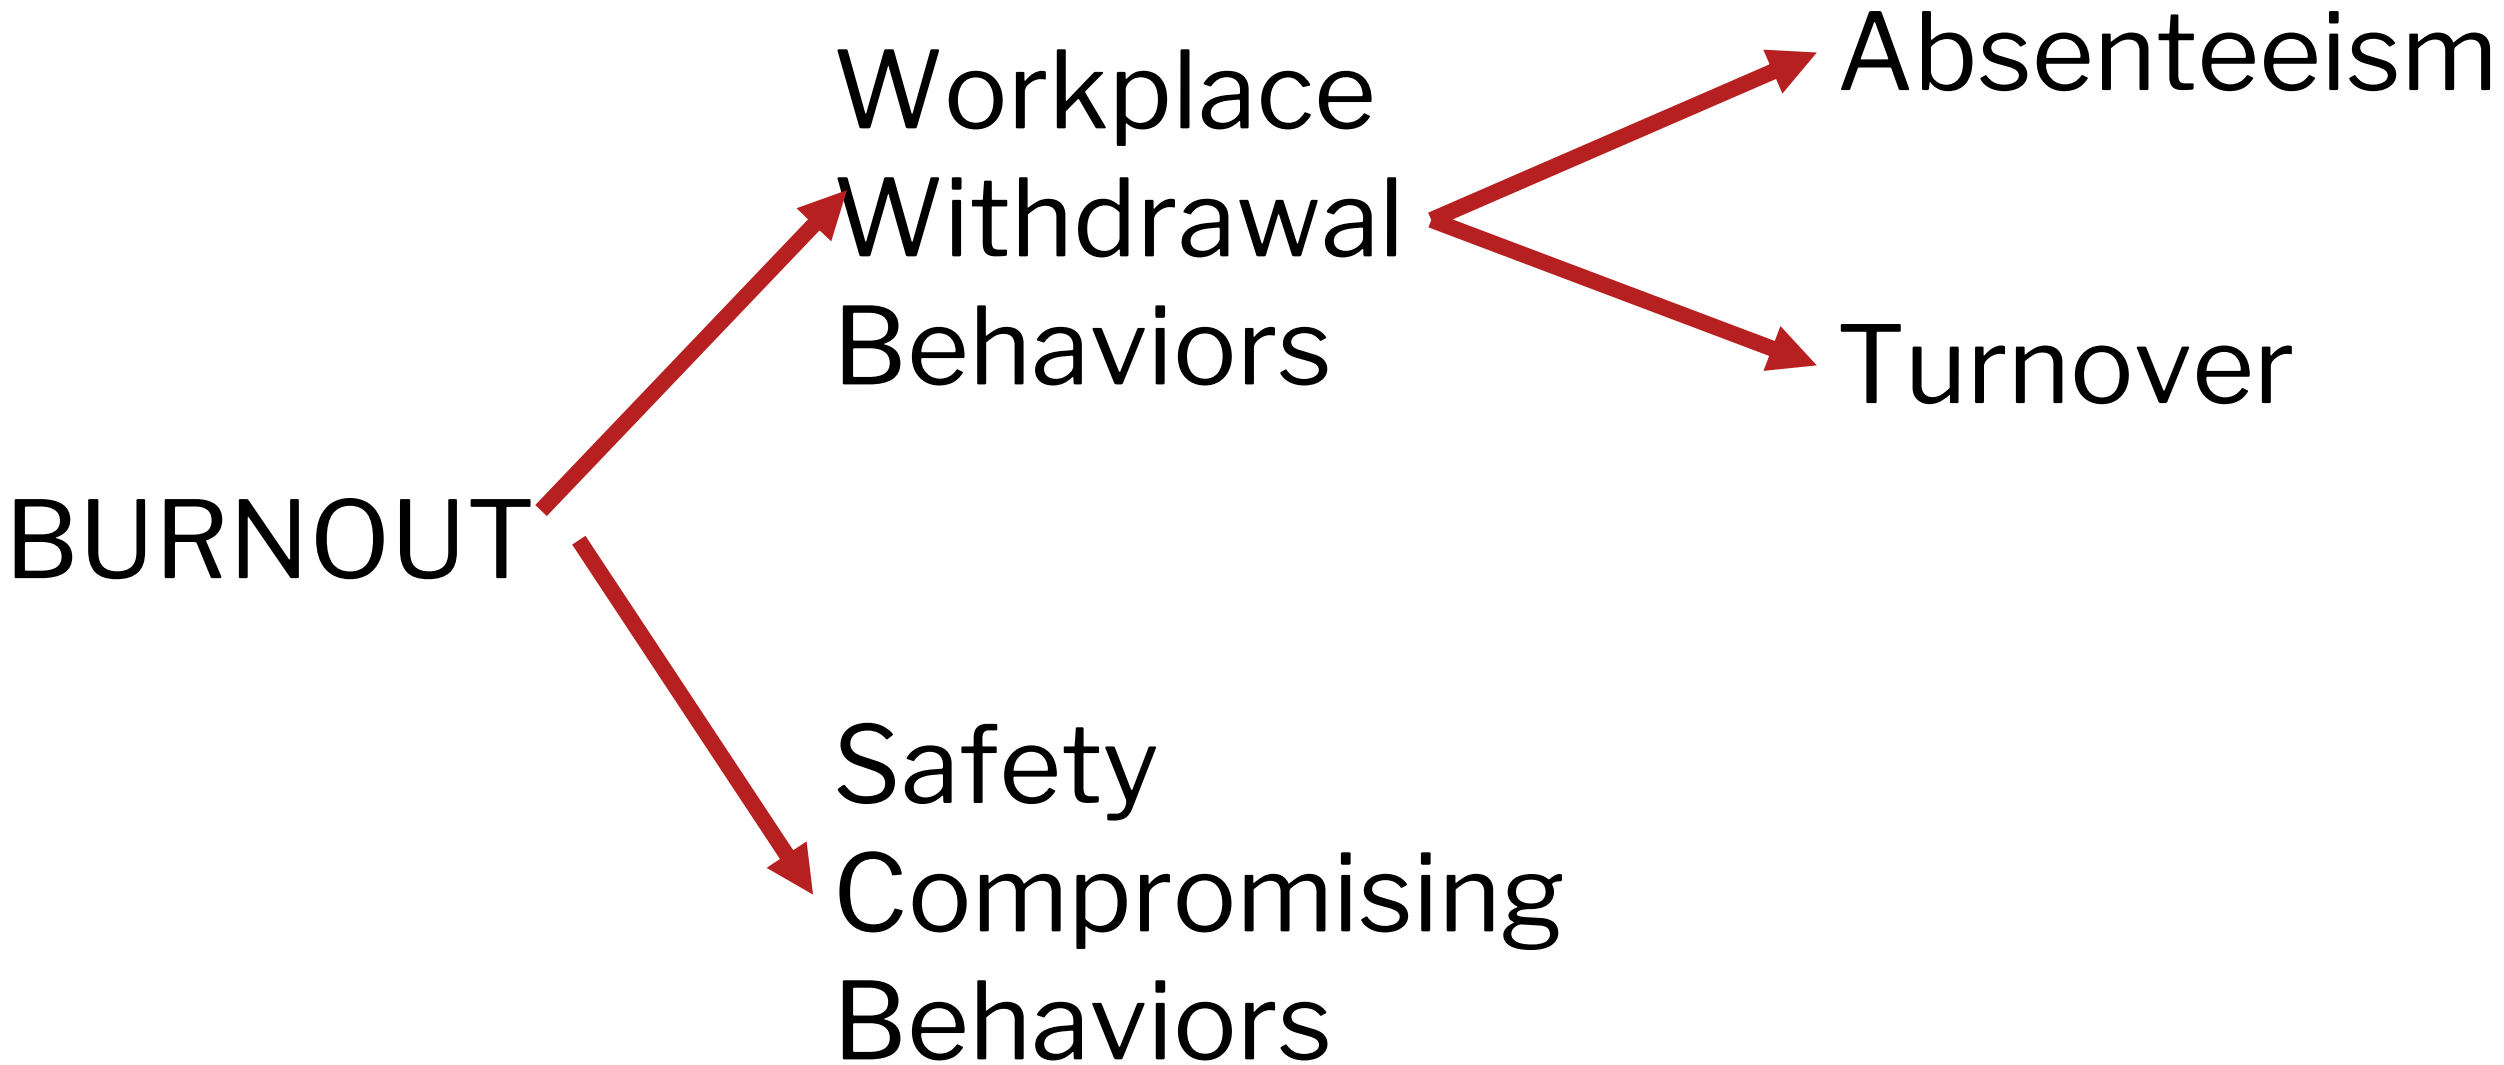 BURNOUT
Workplace
Withdrawal
Behaviors
Absenteeism
Turnover
Safety
Compromising
Behaviors